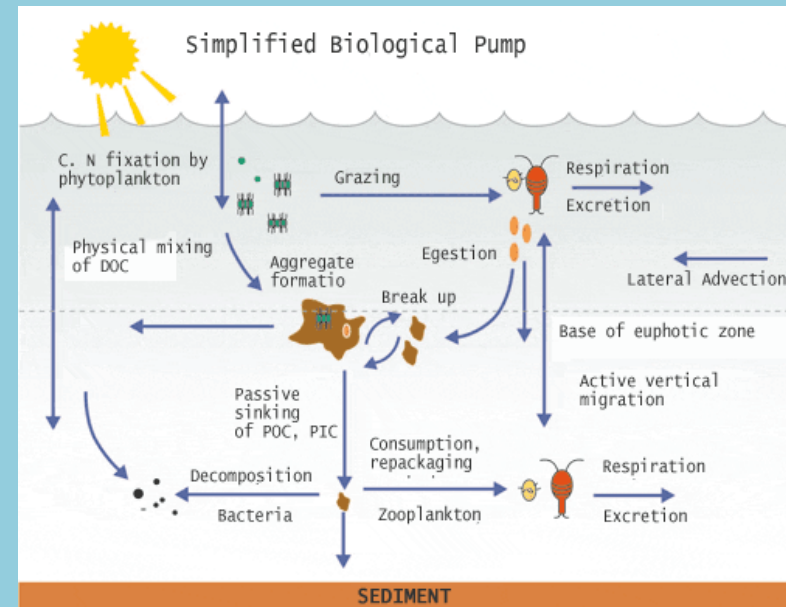 Simplified Biological Pump
C. N fixation by
phytoplankton
Grazing
Respiration
Excretion
Physical mixing
of DOC
Egestion
Aggregate
formatio
Lateral Advection
Break up
Base of euphotic zone
Active vertical
migration
Passive
sinking
of POC, PIC
Consumption,
repackaging
Decomposition
Respiration
Bacteria
Zooplankton
Excretion
SEDIMENT